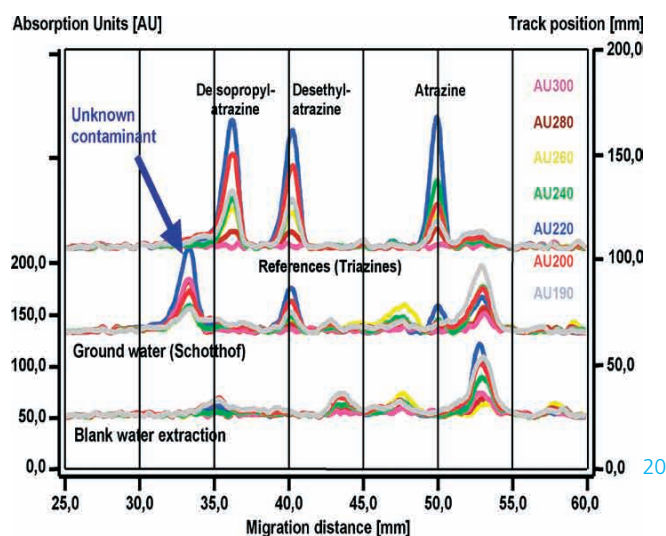 Absorption Units [AU]
Track position [mm]
200,0
Deisopropyl-
atrazine
Desethyl-
atrazine
Atrazine
Unknown
contaminant
AU300
AU280
AU260
AU240
AU220
AU200
AU190
150,0
200,0
References (Triazines)
100,0
150,0
Ground water (Schotthof)
100,0
50,0
50,0
Blank water extraction
0,0
0,0
20
25,0 30,0 35,0 40,0 45,0 50,0 55,0 60,0
Migration distance [mm]